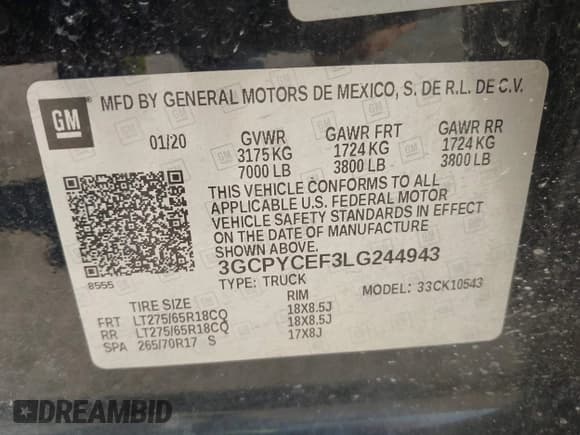 GM
MFD BY GENERAL MOTORS DE MEXICO, S. DE R.L. DE C.V.
01/20 GVWR GAWR FRT GAWR RR
3175 KG 1724 KG 1724 KG
7000 LB 3800 LB 3800 LB
THIS VEHICLE CONFORMS TO ALL
APPLICABLE U.S. FEDERAL MOTOR
VEHICLE SAFETY STANDARDS IN EFFECT
ON THE DATE OF MANUFACTURE
SHOWN ABOVE.
8555 3GCPYCEF3LG244943
TYPE: TRUCK MODEL: 33CK10543
TIRE SIZE RIM
FRT LT275/65R18CQ 18X8.5J
RR LT275/65R18CQ 18X8.5J
SPA 265/70R17 S 17X8J
DREAMBID